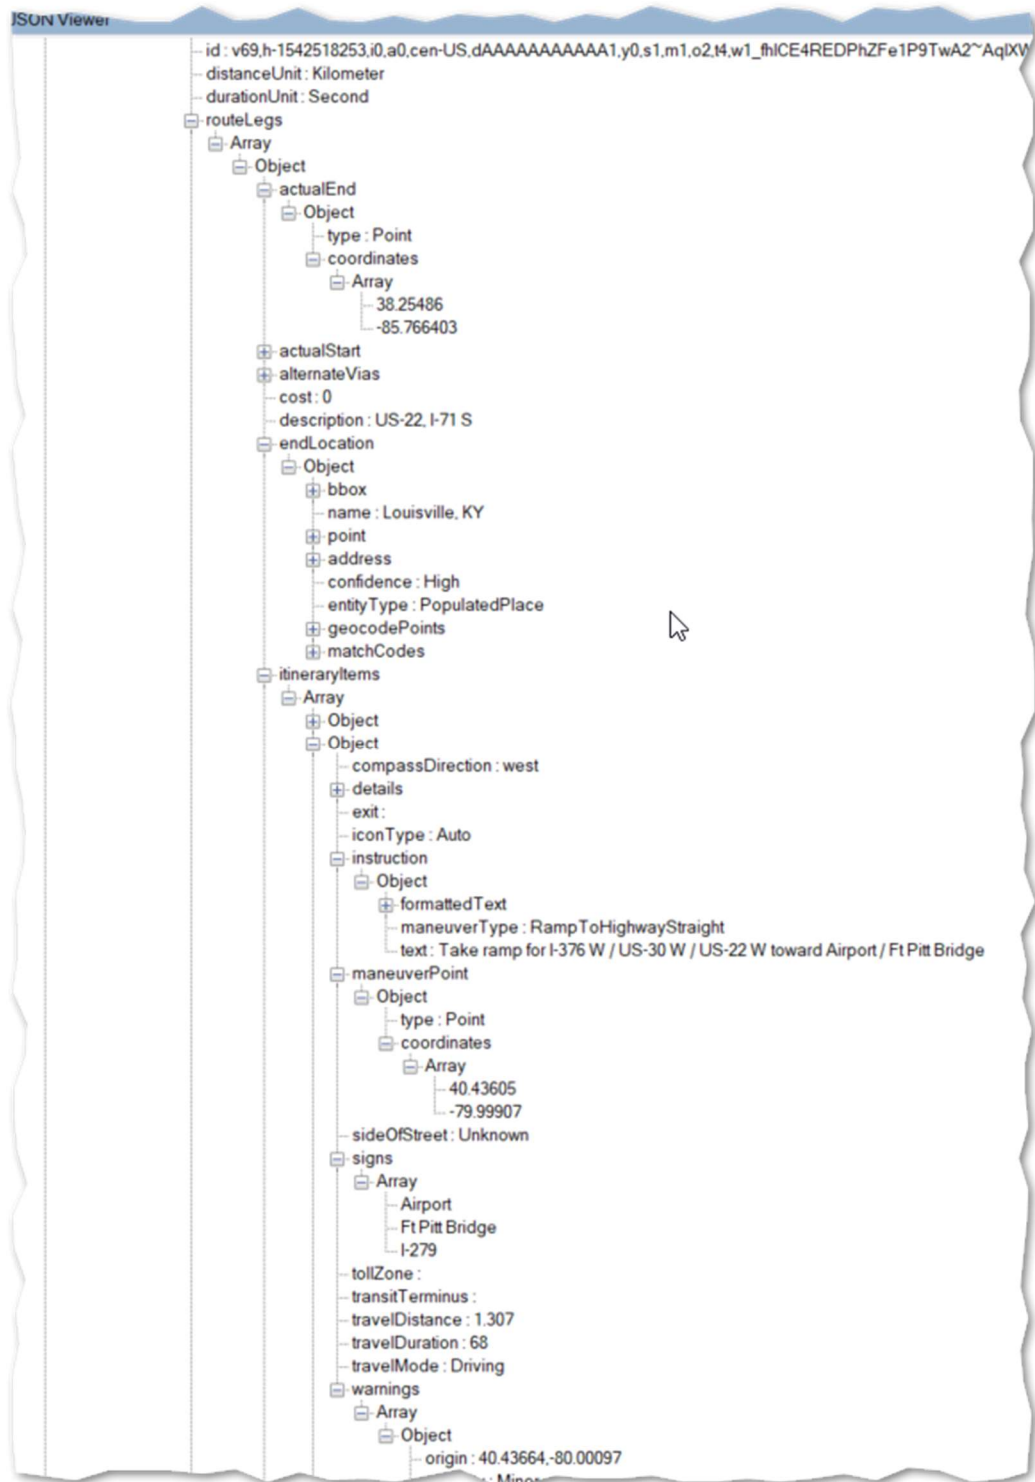 JSON Viewer
id : v69,h-1542518253,i0,a0,cen-US,dAAAAAAAAAAA1,y0,s1,m1,o2,t4,w1_fhlCE4REDPhZFe1P9TwA2~AqlXW
distanceUnit : Kilometer
durationUnit : Second
routeLegs
Array
Object
actualEnd
Object
type : Point
coordinates
Array
38.25486
-85.766403
actualStart
alternateVias
cost : 0
description : US-22, I-71 S
endLocation
Object
bbox
name : Louisville, KY
point
address
confidence : High
entityType : PopulatedPlace
geocodePoints
matchCodes
itineraryItems
Array
Object
Object
compassDirection : west
details
exit :
iconType : Auto
instruction
Object
formattedText
maneuverType : RampToHighwayStraight
text : Take ramp for I-376 W / US-30 W / US-22 W toward Airport / Ft Pitt Bridge
maneuverPoint
Object
type : Point
coordinates
Array
40.43605
-79.99907
sideOfStreet : Unknown
signs
Array
Airport
Ft Pitt Bridge
I-279
tollZone :
transitTerminus :
travelDistance : 1.307
travelDuration : 68
travelMode : Driving
warnings
Array
Object
origin : 40.43664,-80.00097
: Minor